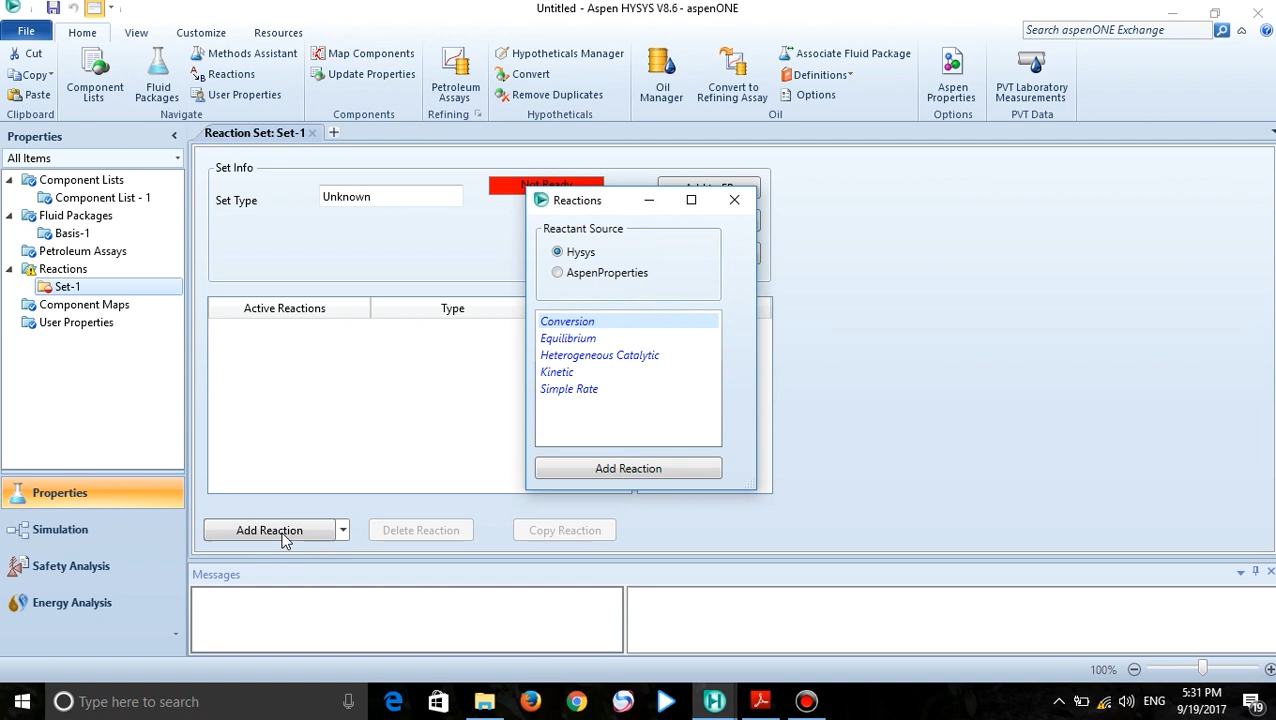 Untitled - Aspen HYSYS V8.6 - aspenONE
File
Home
View
Customize
Resources
Search aspenONE Exchange
Cut
Copy
Paste
Clipboard
Component
Lists
Fluid
Packages
Methods Assistant
Reactions
User Properties
Navigate
Map Components
Update Properties
Components
Petroleum
Assays
Refining
Hypotheticals Manager
Convert
Remove Duplicates
Hypotheticals
Oil
Manager
Convert to
Refining Assay
Associate Fluid Package
Definitions
Options
Oil
Aspen
Properties
Options
PVT Laboratory
Measurements
PVT Data
Properties
All Items
Component Lists
Component List - 1
Fluid Packages
Basis-1
Petroleum Assays
Reactions
Set-1
Component Maps
User Properties
Properties
Simulation
Safety Analysis
Energy Analysis
Reaction Set: Set-1
Set Info
Set Type
Unknown
Not Ready
Active Reactions
Type
Reactions
Reactant Source
Hysys
AspenProperties
Conversion
Equilibrium
Heterogeneous Catalytic
Kinetic
Simple Rate
Add Reaction
Add Reaction
Delete Reaction
Copy Reaction
Messages
100%
Type here to search
ENG
5:31 PM
9/19/2017
19